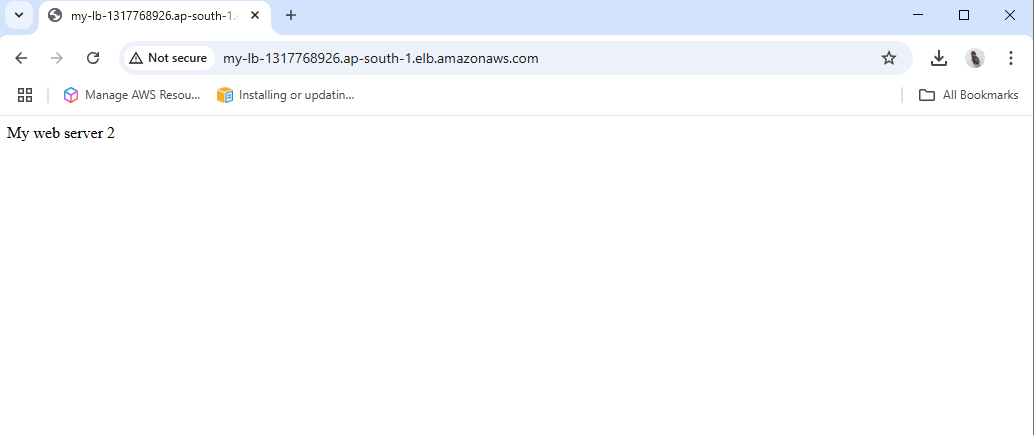 my-lb-1317768926.ap-south-1.e
Not secure my-lb-1317768926.ap-south-1.elb.amazonaws.com
Manage AWS Resou... Installing or updatin... All Bookmarks
My web server 2